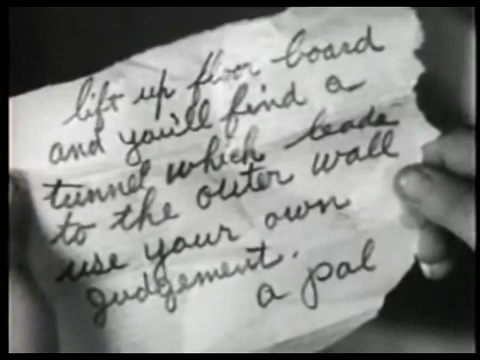 lift up floor board
and you'll find a
tunnel which leads
to the outer wall
use your own
judgement.
a pal